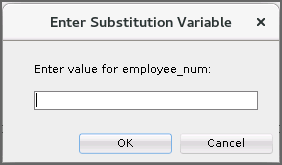 Enter Substitution Variable
Enter value for employee_num:
OK Cancel